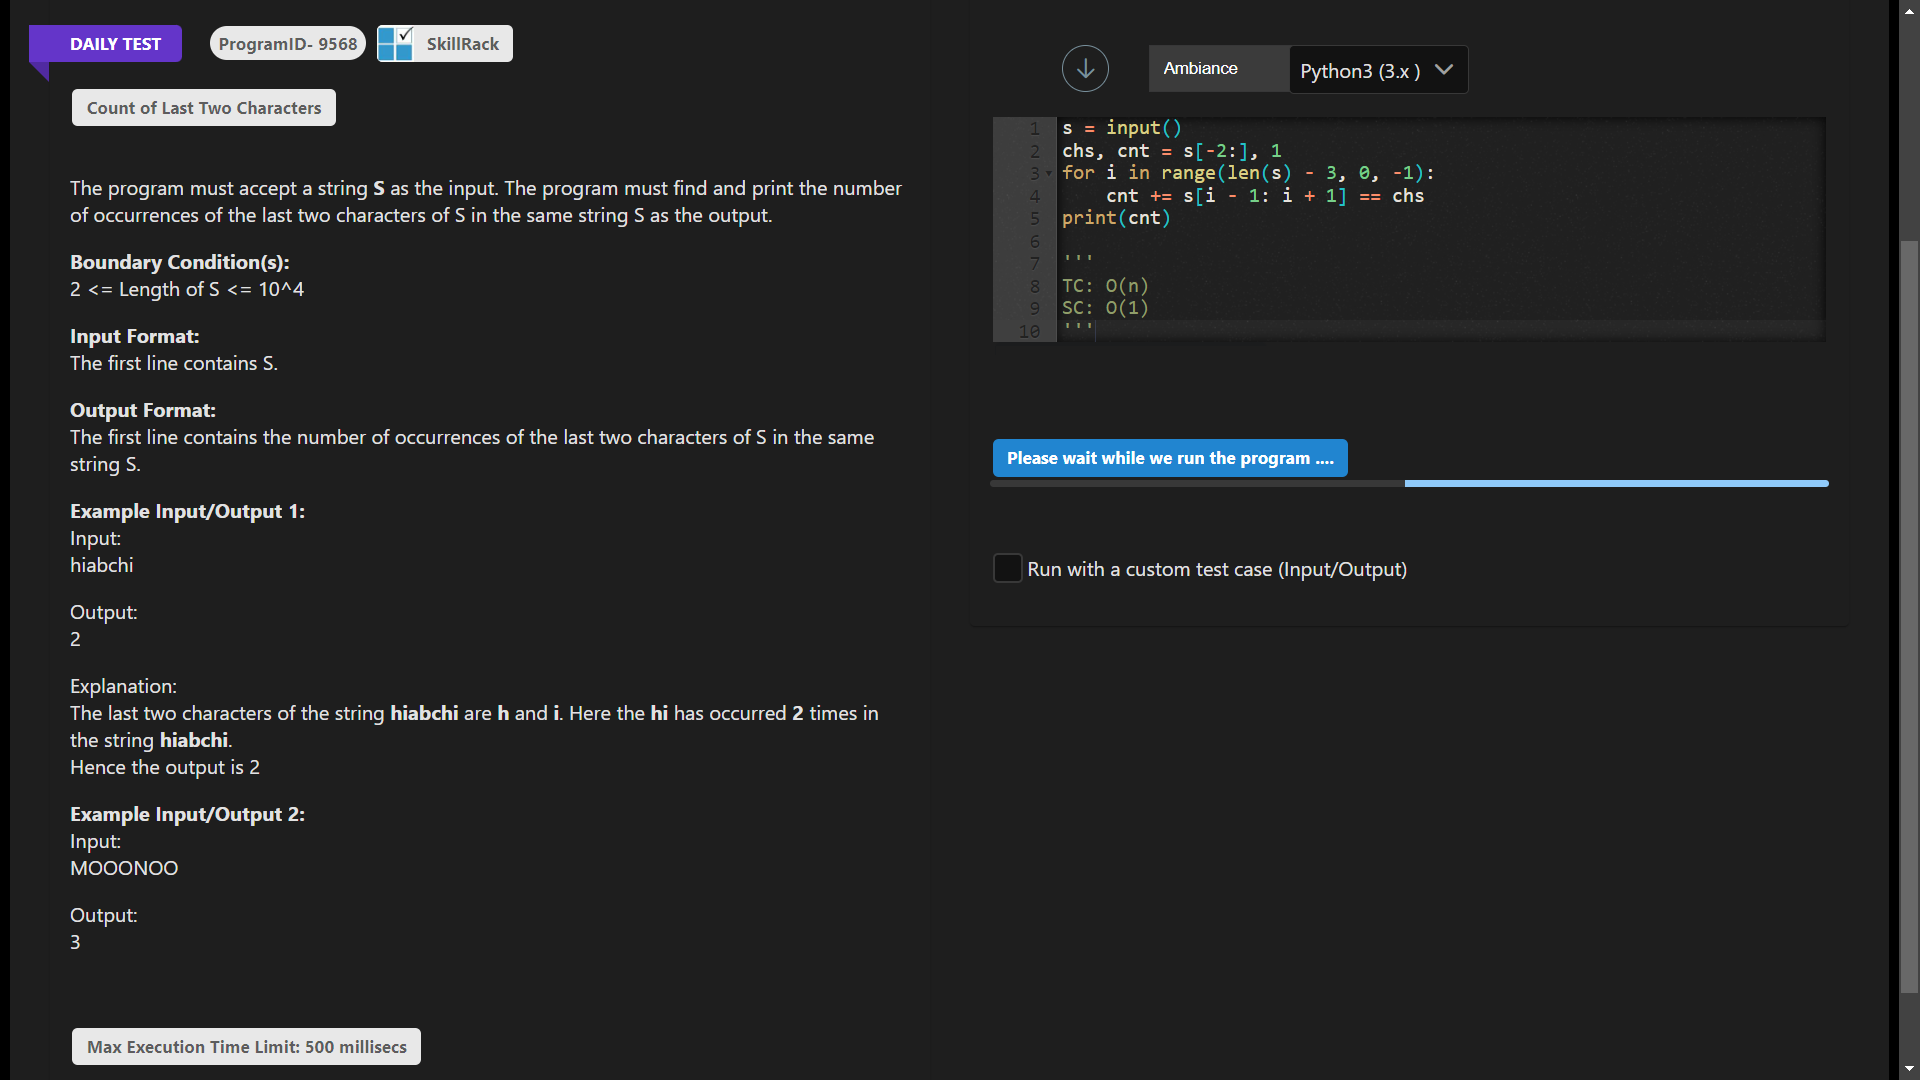 DAILY TEST
ProgramID- 9568
SkillRack
Count of Last Two Characters
The program must accept a string S as the input. The program must find and print the number
of occurrences of the last two characters of S in the same string S as the output.
Boundary Condition(s):
2 <= Length of S <= 10^4
Input Format:
The first line contains S.
Output Format:
The first line contains the number of occurrences of the last two characters of S in the same
string S.
Example Input/Output 1:
Input:
hiabchi
Output:
2
Explanation:
The last two characters of the string hiabchi are h and i. Here the hi has occurred 2 times in
the string hiabchi.
Hence the output is 2
Example Input/Output 2:
Input:
MOOONOO
Output:
3
Max Execution Time Limit: 500 millisecs
Ambiance
Python3 (3.x )
1 s = input()
2 chs, cnt = s[-2:], 1
3 for i in range(len(s) - 3, 0, -1):
4     cnt += s[i - 1: i + 1] == chs
5 print(cnt)
6
7 '''
8 TC: O(n)
9 SC: O(1)
10 '''
Please wait while we run the program ....
Run with a custom test case (Input/Output)